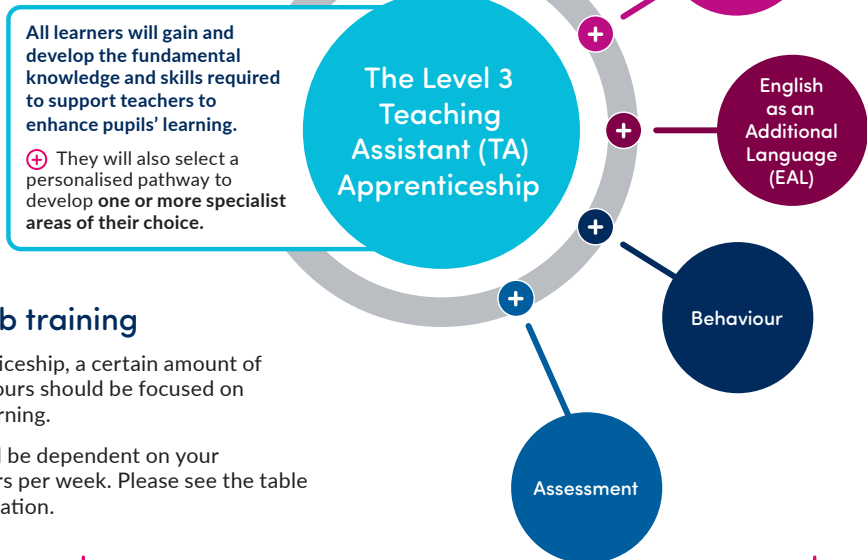 All learners will gain and
develop the fundamental
knowledge and skills required
to support teachers to
enhance pupils’ learning.
They will also select a
personalised pathway to
develop one or more specialist
areas of their choice.
The Level 3
Teaching
Assistant (TA)
Apprenticeship
English
as an
Additional
Language
(EAL)
Behaviour
Assessment
b training
iceship, a certain amount of
ours should be focused on
rning.
be dependent on your
rs per week. Please see the table
ation.